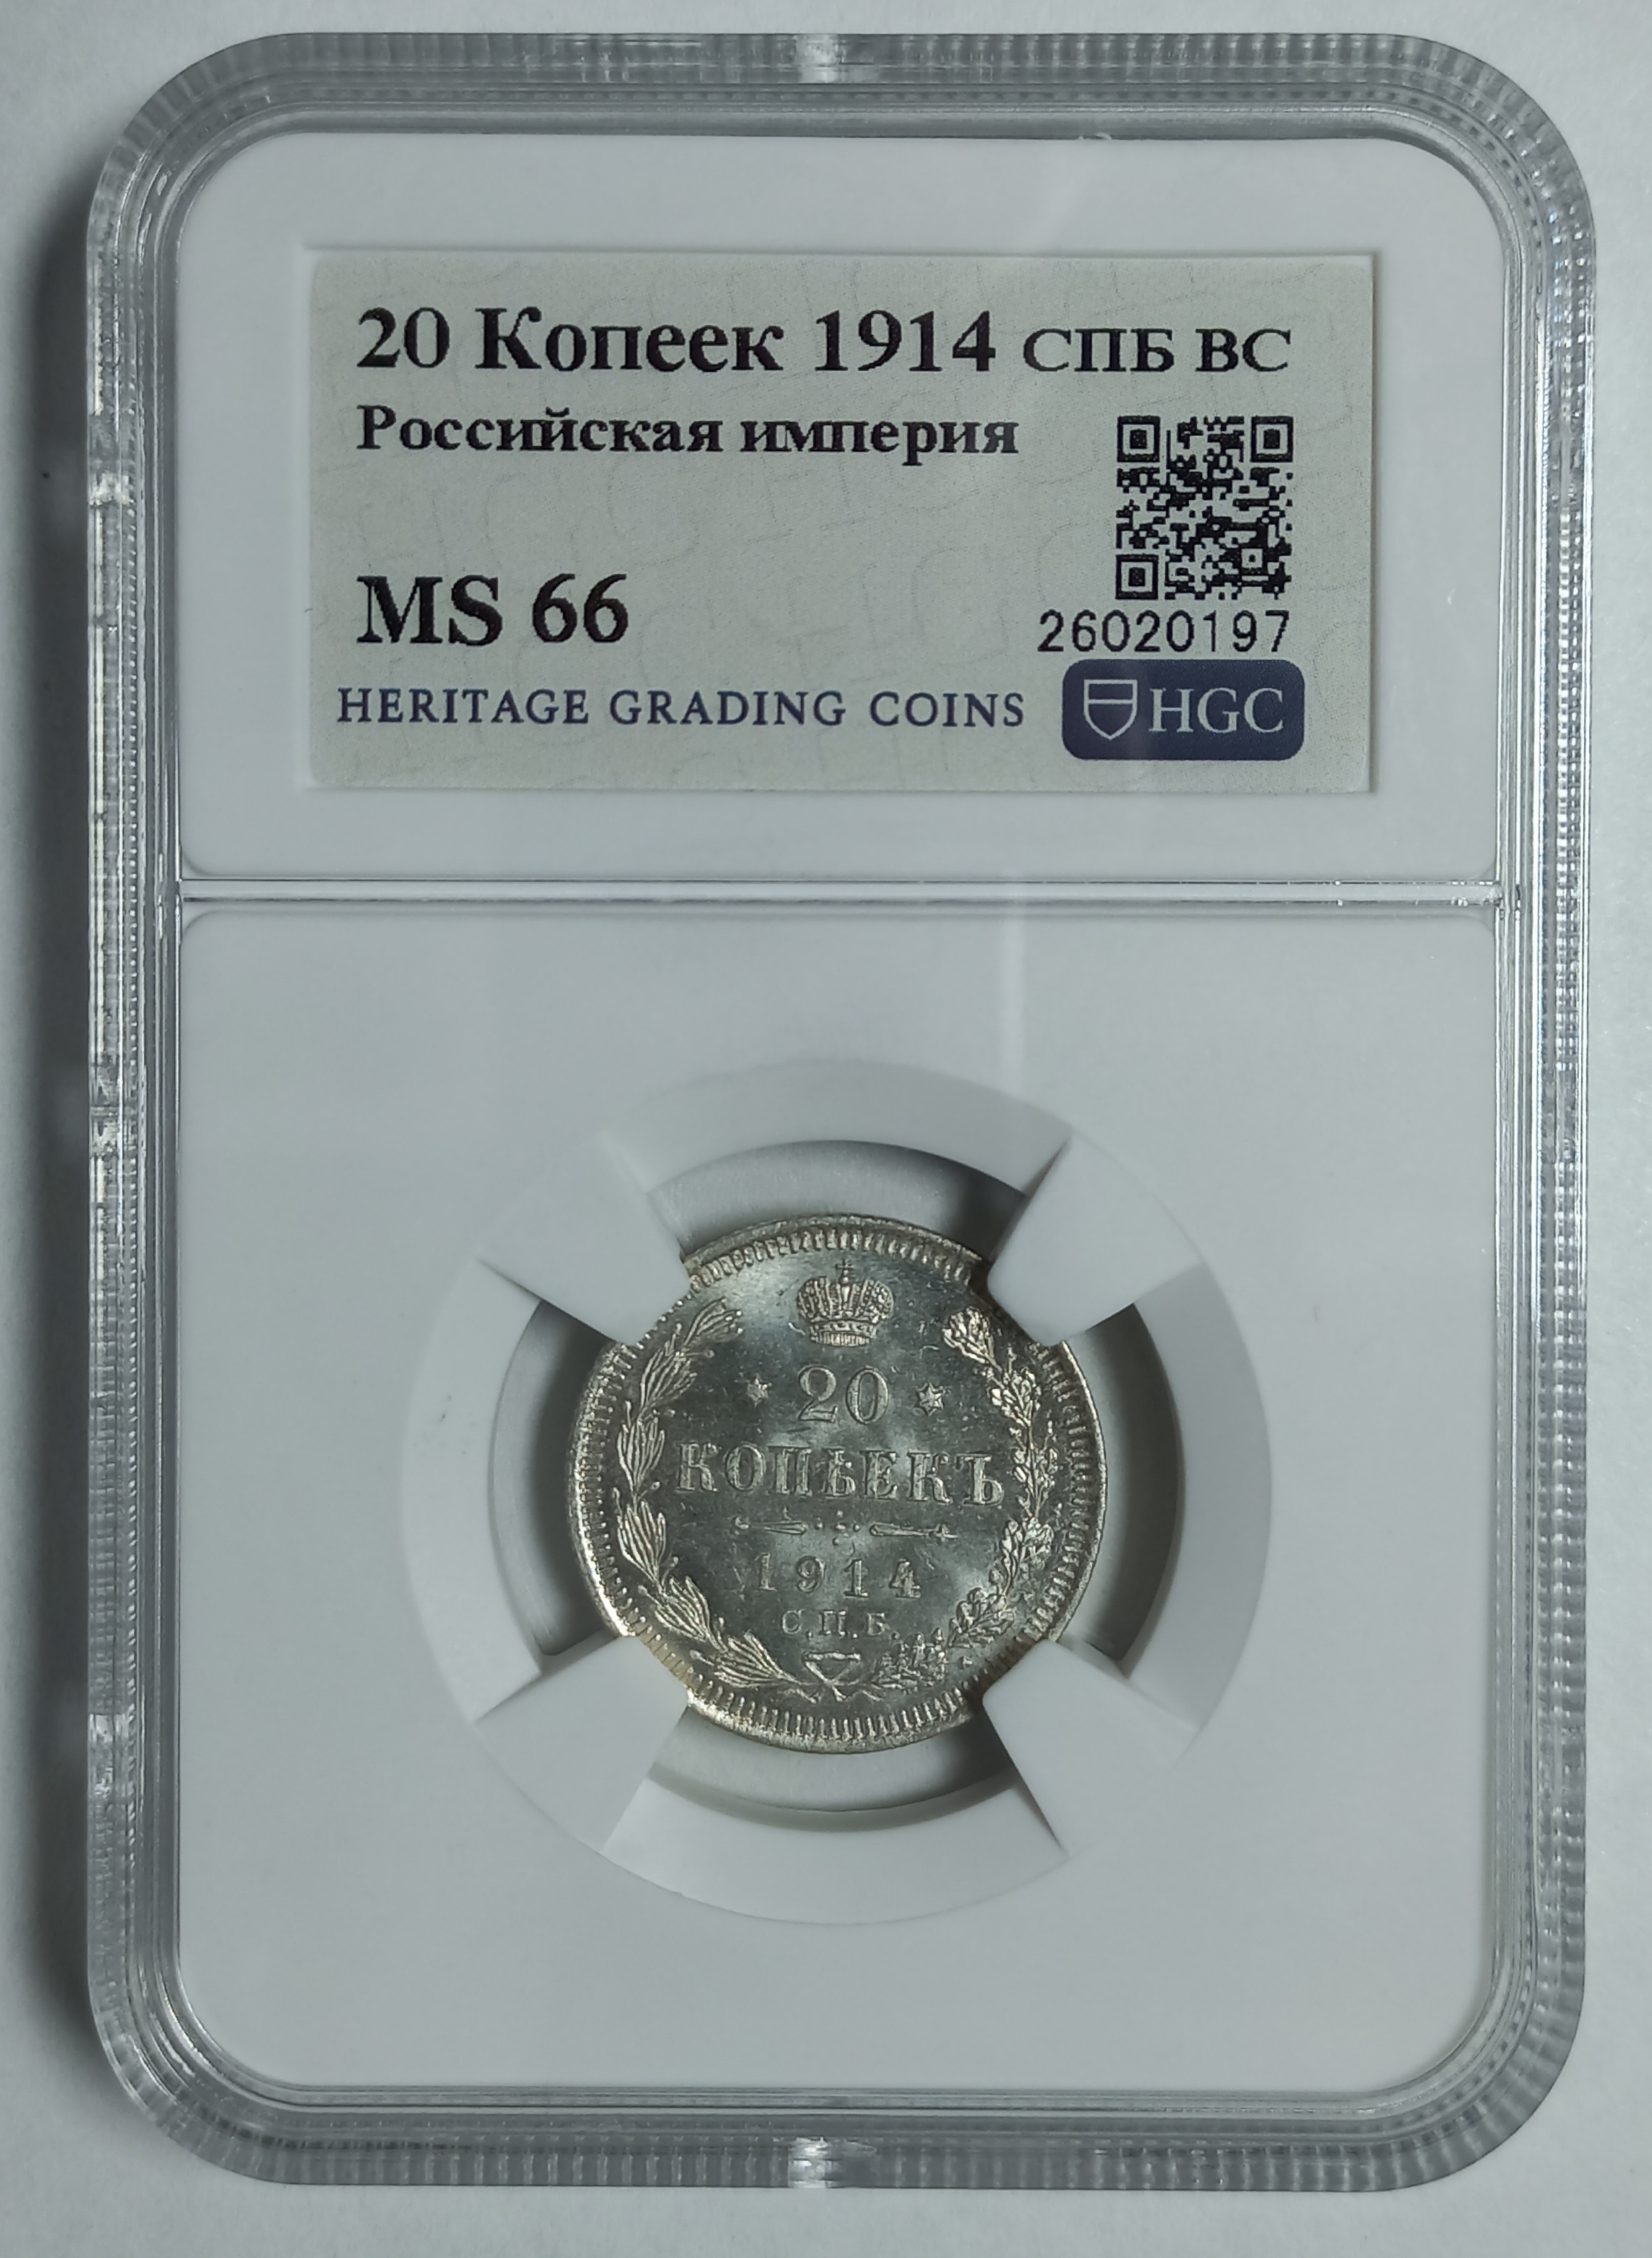 20 Копеек 1914 СПБ ВС
Российская империя
MS 66
26020197
HERITAGE GRADING COINS HGC
20
КОПѢЕКЪ
1914
С.П.Б.